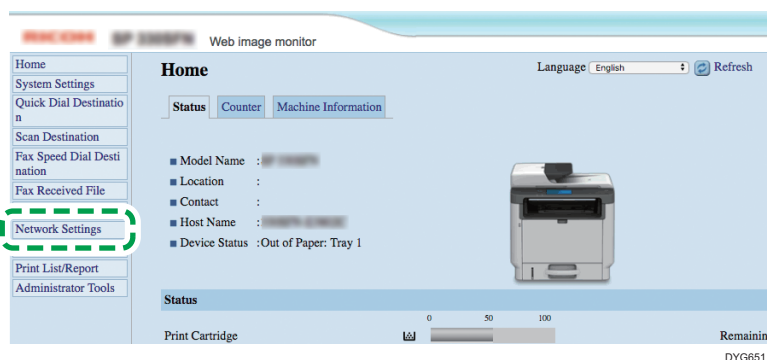 Web image monitor
Home
System Settings
Quick Dial Destinatio
n
Scan Destination
Fax Speed Dial Desti
nation
Fax Received File
Network Settings
Print List/Report
Administrator Tools
Home
Language English Refresh
Status Counter Machine Information
Model Name :
Location :
Contact :
Host Name :
Device Status :Out of Paper: Tray 1
Status
0 50 100
Print Cartridge Remainin
DYG651